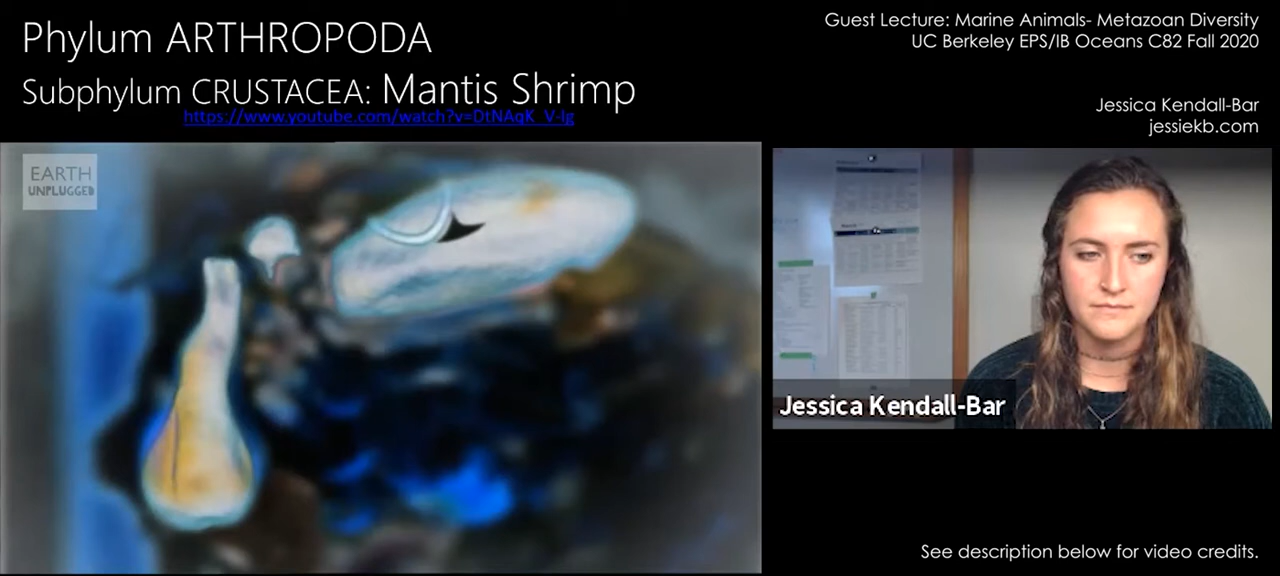 Phylum ARTHROPODA
Subphylum CRUSTACEA: Mantis Shrimp
https://www.youtube.com/watch?v=DtNAqK_V-lg
Guest Lecture: Marine Animals- Metazoan Diversity
UC Berkeley EPS/IB Oceans C82 Fall 2020
Jessica Kendall-Bar
jessiekb.com
EARTH
UNPLUGGED
Jessica Kendall-Bar
See description below for video credits.